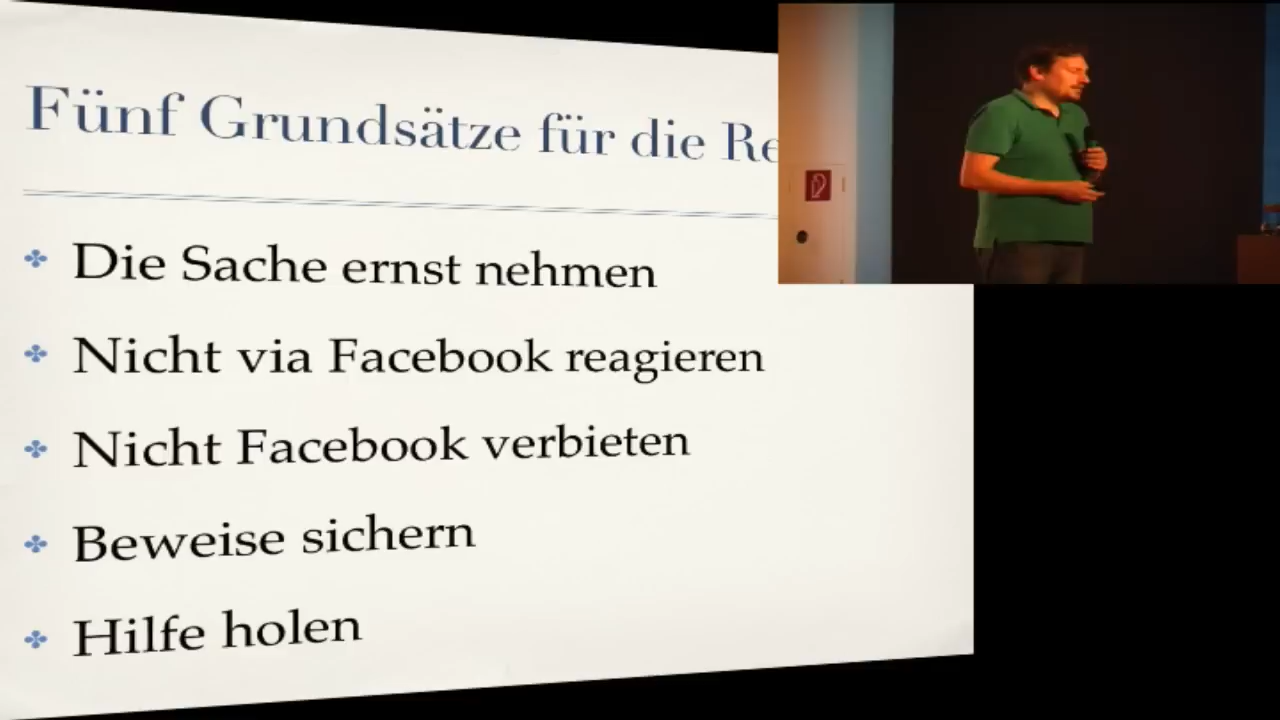 Fünf Grundsätze für die Re
Die Sache ernst nehmen
Nicht via Facebook reagieren
Nicht Facebook verbieten
Beweise sichern
Hilfe holen